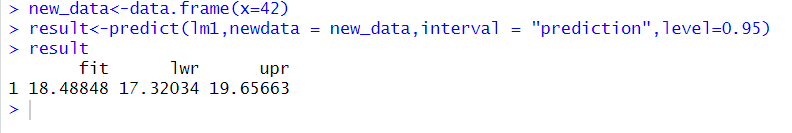 > new_data<-data.frame(x=42)
> result<-predict(lm1,newdata = new_data,interval = "prediction",level=0.95)
> result
       fit      lwr      upr
1 18.48848 17.32034 19.65663
>